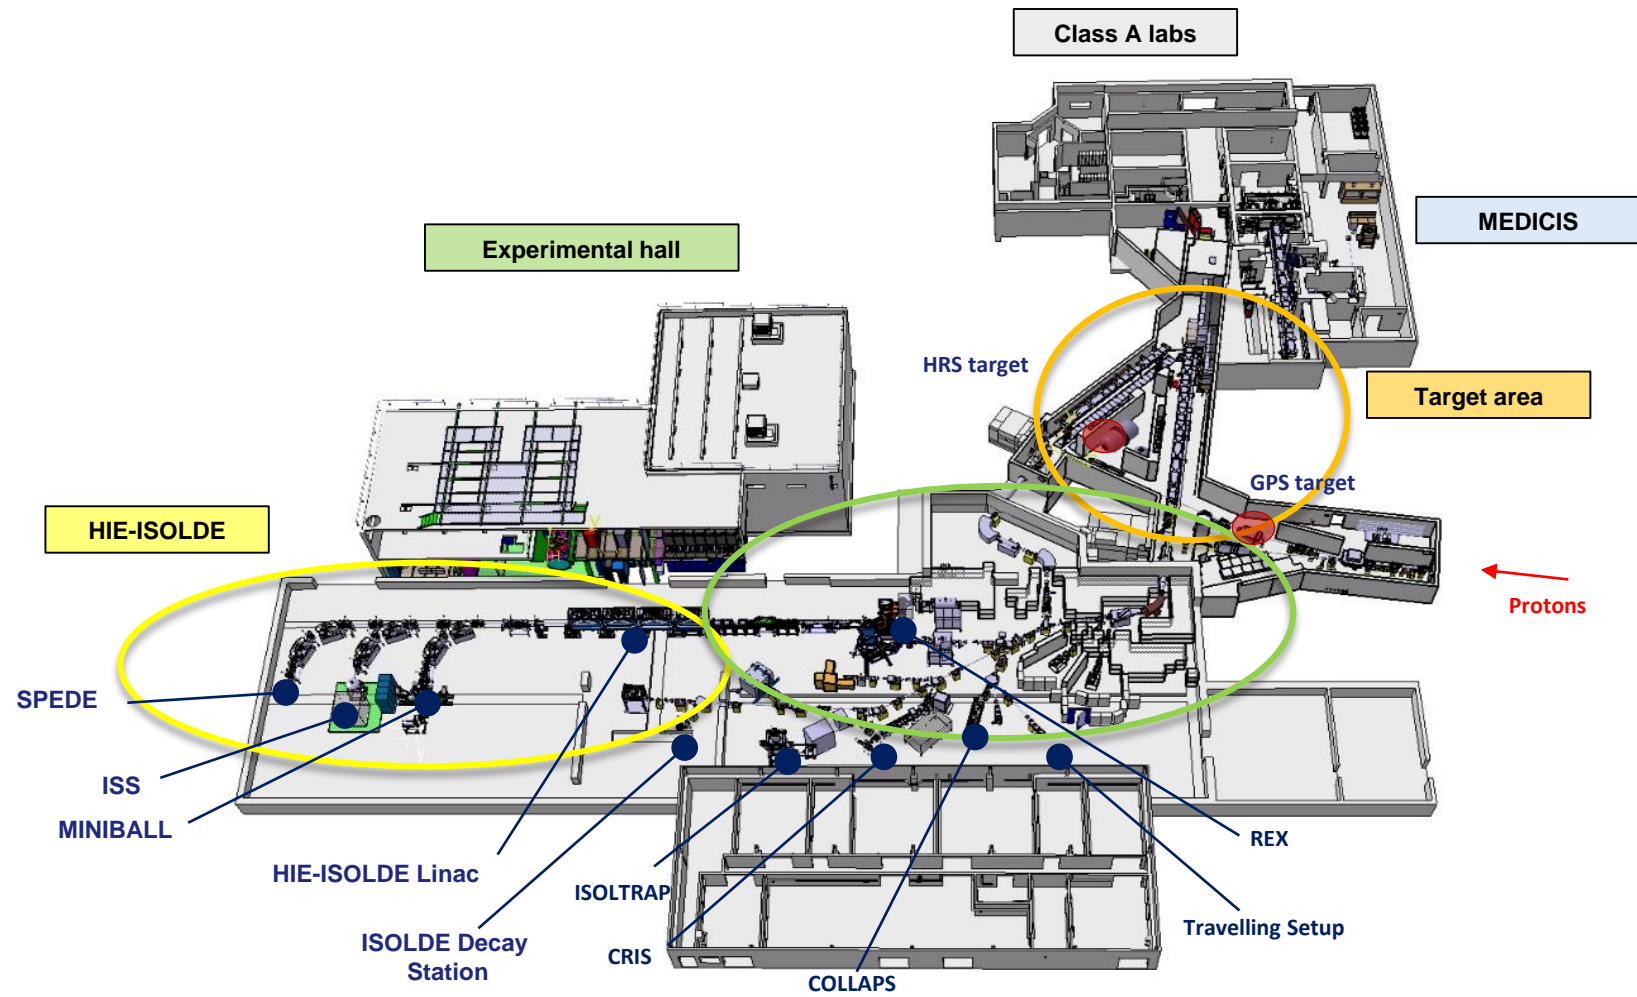 Class A labs
MEDICIS
Experimental hall
HRS target
Target area
GPS target
HIE-ISOLDE
Protons
SPEDE
ISS
MINIBALL
REX
HIE-ISOLDE Linac
ISOLTRAP
Travelling Setup
ISOLDE Decay
Station
CRIS
COLLAPS